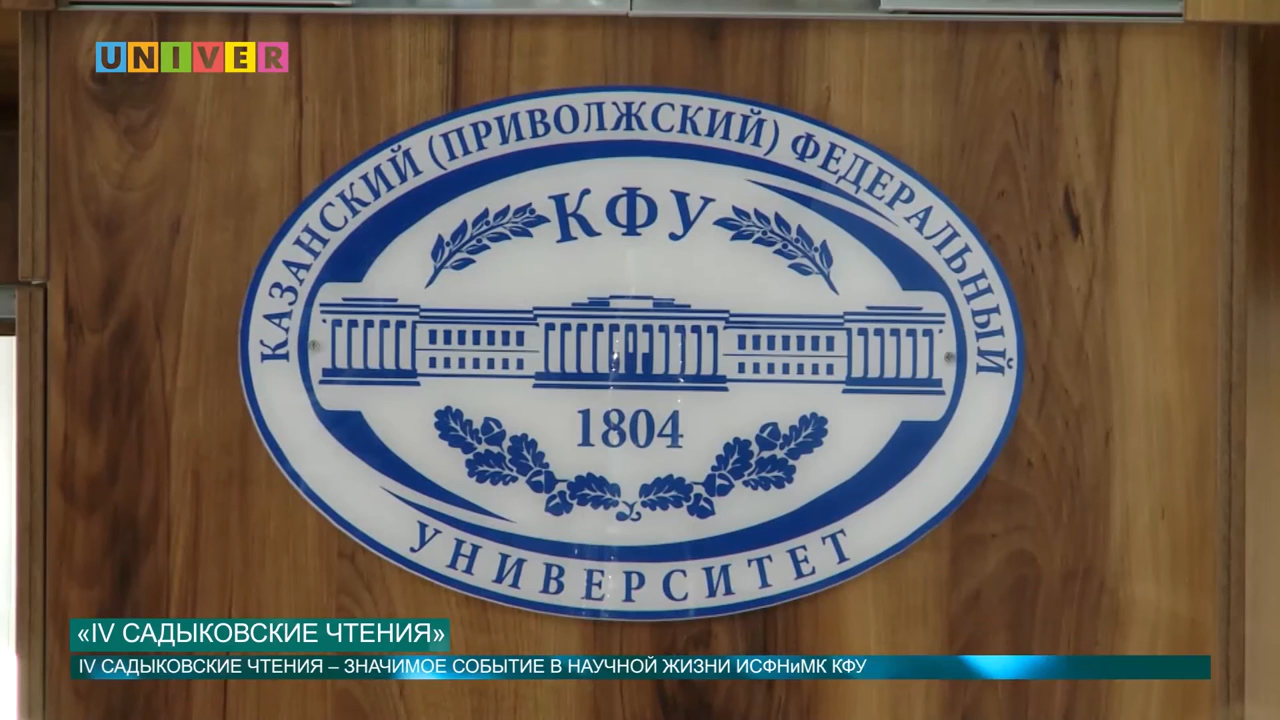 UNIVER
КАЗАНСКИЙ (ПРИВОЛЖСКИЙ) ФЕДЕРАЛЬНЫЙ
КФУ
1804
УНИВЕРСИТЕТ
«IV САДЫКОВСКИЕ ЧТЕНИЯ»
IV САДЫКОВСКИЕ ЧТЕНИЯ – ЗНАЧИМОЕ СОБЫТИЕ В НАУЧНОЙ ЖИЗНИ ИСФНиМК КФУ